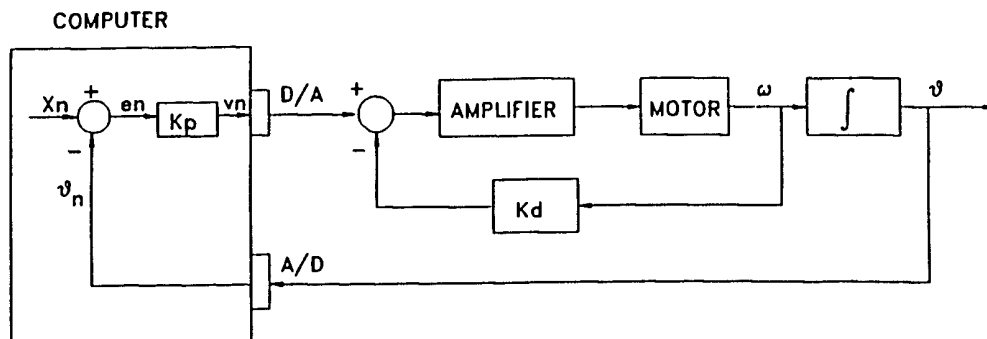 COMPUTER
Xn
+
en
Kp
vn
D/A
+
AMPLIFIER
MOTOR
ω
∫
ϑ
−
ϑn
−
Kd
A/D